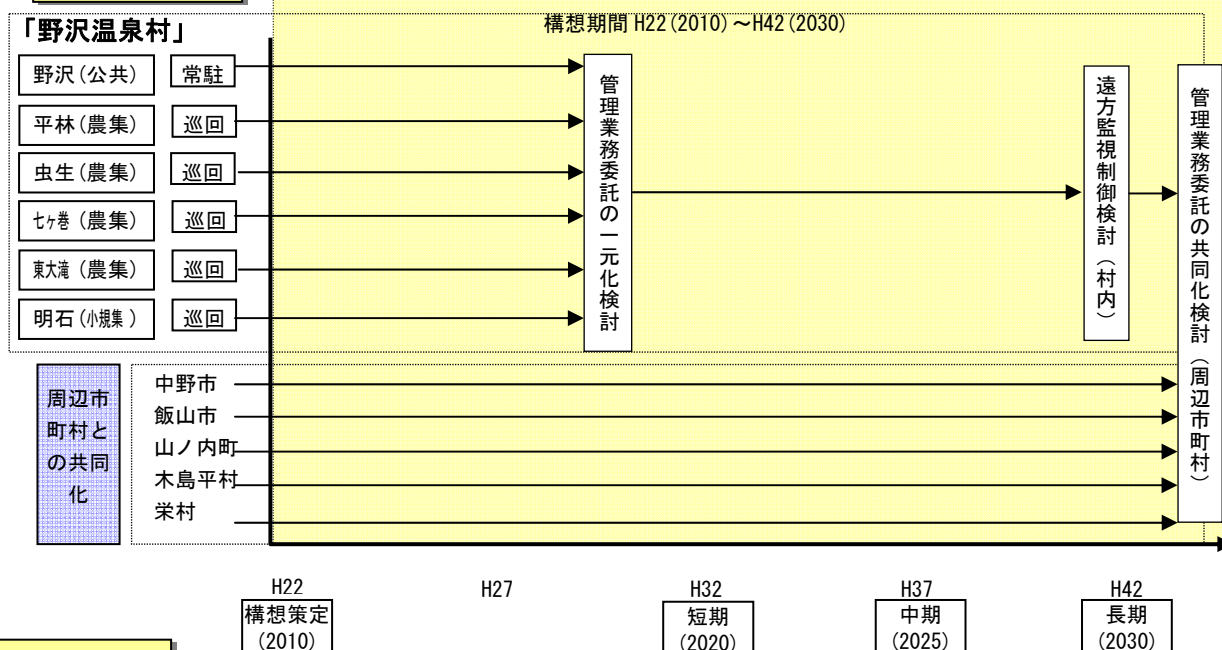 「野沢温泉村」
構想期間 H22(2010)～H42(2030)
野沢(公共)
常駐
平林(農集)
巡回
虫生(農集)
巡回
七ヶ巻(農集)
巡回
東大滝(農集)
巡回
明石(小規集)
巡回
管理業務委託の一元化検討
遠方監視制御検討（村内）
管理業務委託の共同化検討（周辺市町村）
周辺市
町村と
の共同
化
中野市
飯山市
山ノ内町
木島平村
栄村
H22
H27
H32
H37
H42
構想策定
(2010)
短期
(2020)
中期
(2025)
長期
(2030)